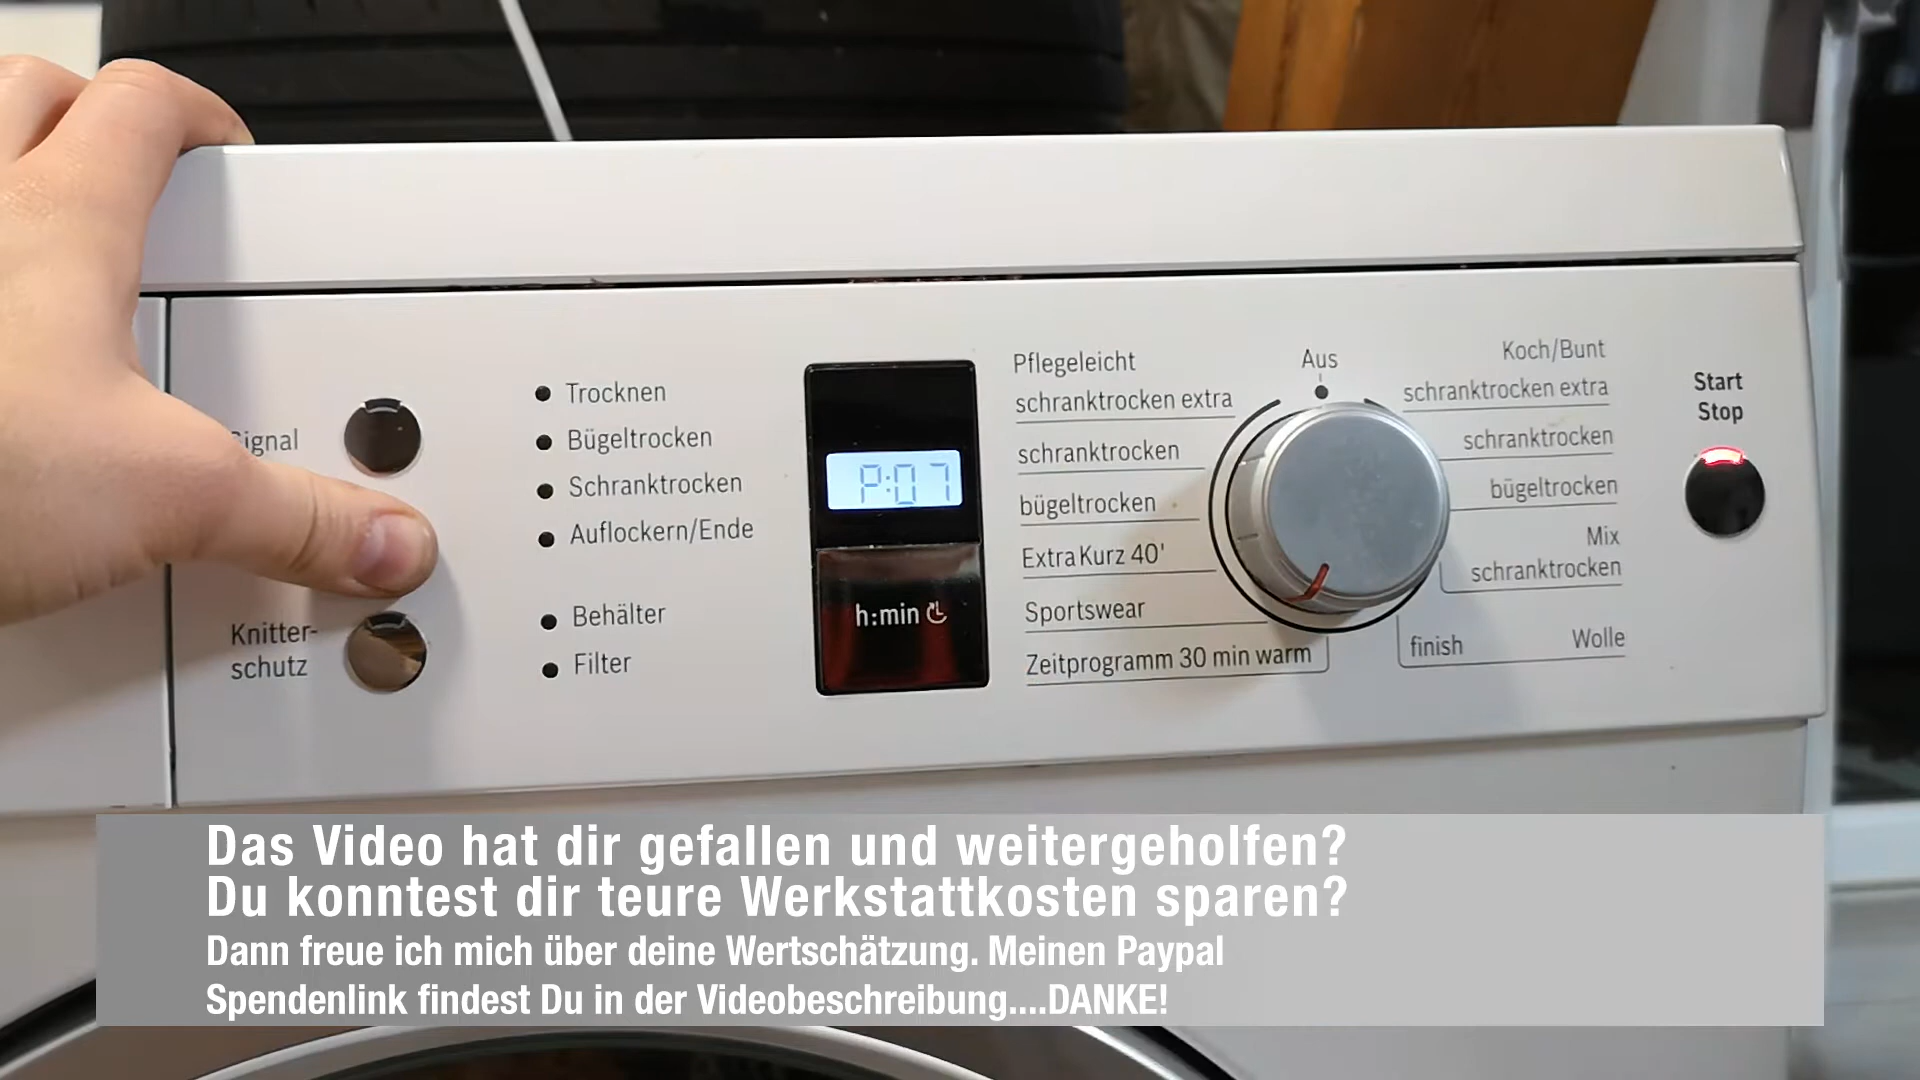 Signal
Knitter-
schutz
Trocknen
Bügeltrocken
Schranktrocken
Auflockern/Ende
Behälter
Filter
P:07
h:min
Pflegeleicht
schranktrocken extra
schranktrocken
bügeltrocken
Extra Kurz 40'
Sportswear
Zeitprogramm 30 min warm
Aus
Koch/Bunt
schranktrocken extra
schranktrocken
bügeltrocken
Mix
schranktrocken
finish Wolle
Start
Stop
Das Video hat dir gefallen und weitergeholfen?
Du konntest dir teure Werkstattkosten sparen?
Dann freue ich mich über deine Wertschätzung. Meinen Paypal
Spendenlink findest Du in der Videobeschreibung....DANKE!